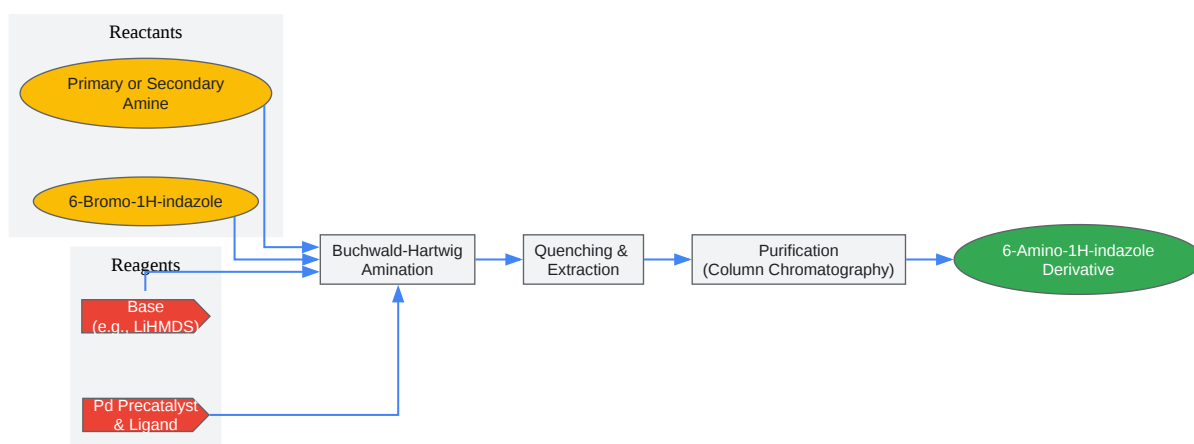 Reactants
Primary or Secondary
Amine
6-Bromo-1H-indazole
Reagents
Base
(e.g., LiHMDS)
Pd Precatalyst
& Ligand
Buchwald-Hartwig
Amination
Quenching &
Extraction
Purification
(Column Chromatography)
6-Amino-1H-indazole
Derivative